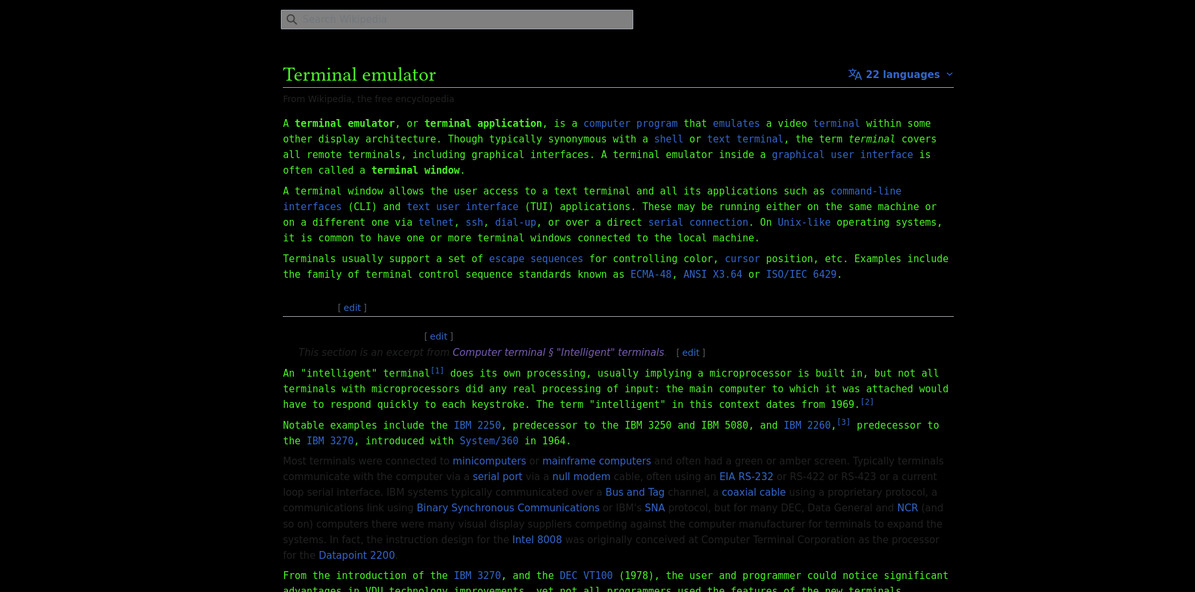 Search Wikipedia
Terminal emulator
22 languages
From Wikipedia, the free encyclopedia
A terminal emulator, or terminal application, is a computer program that emulates a video terminal within some
other display architecture. Though typically synonymous with a shell or text terminal, the term terminal covers
all remote terminals, including graphical interfaces. A terminal emulator inside a graphical user interface is
often called a terminal window.
A terminal window allows the user access to a text terminal and all its applications such as command-line
interfaces (CLI) and text user interface (TUI) applications. These may be running either on the same machine or
on a different one via telnet, ssh, dial-up, or over a direct serial connection. On Unix-like operating systems,
it is common to have one or more terminal windows connected to the local machine.
Terminals usually support a set of escape sequences for controlling color, cursor position, etc. Examples include
the family of terminal control sequence standards known as ECMA-48, ANSI X3.64 or ISO/IEC 6429.
[ edit ]
[ edit ]
This section is an excerpt from Computer terminal § "Intelligent" terminals [ edit ]
An "intelligent" terminal[1] does its own processing, usually implying a microprocessor is built in, but not all
terminals with microprocessors did any real processing of input: the main computer to which it was attached would
have to respond quickly to each keystroke. The term "intelligent" in this context dates from 1969.[2]
Notable examples include the IBM 2250, predecessor to the IBM 3250 and IBM 5080, and IBM 2260,[3] predecessor to
the IBM 3270, introduced with System/360 in 1964.
Most terminals were connected to minicomputers or mainframe computers and often had a green or amber screen. Typically terminals
communicate with the computer via a serial port via a null modem cable, often using an EIA RS-232 or RS-422 or RS-423 or a current
loop serial interface. IBM systems typically communicated over a Bus and Tag channel, a coaxial cable using a proprietary protocol, a
communications link using Binary Synchronous Communications or IBM's SNA protocol, but for many DEC, Data General and NCR (and
so on) computers there were many visual display suppliers competing against the computer manufacturer for terminals to expand the
systems. In fact, the instruction design for the Intel 8008 was originally conceived at Computer Terminal Corporation as the processor
for the Datapoint 2200.
From the introduction of the IBM 3270, and the DEC VT100 (1978), the user and programmer could notice significant
advantages in VDU technology improvements, yet not all programmers used the features of the new terminals